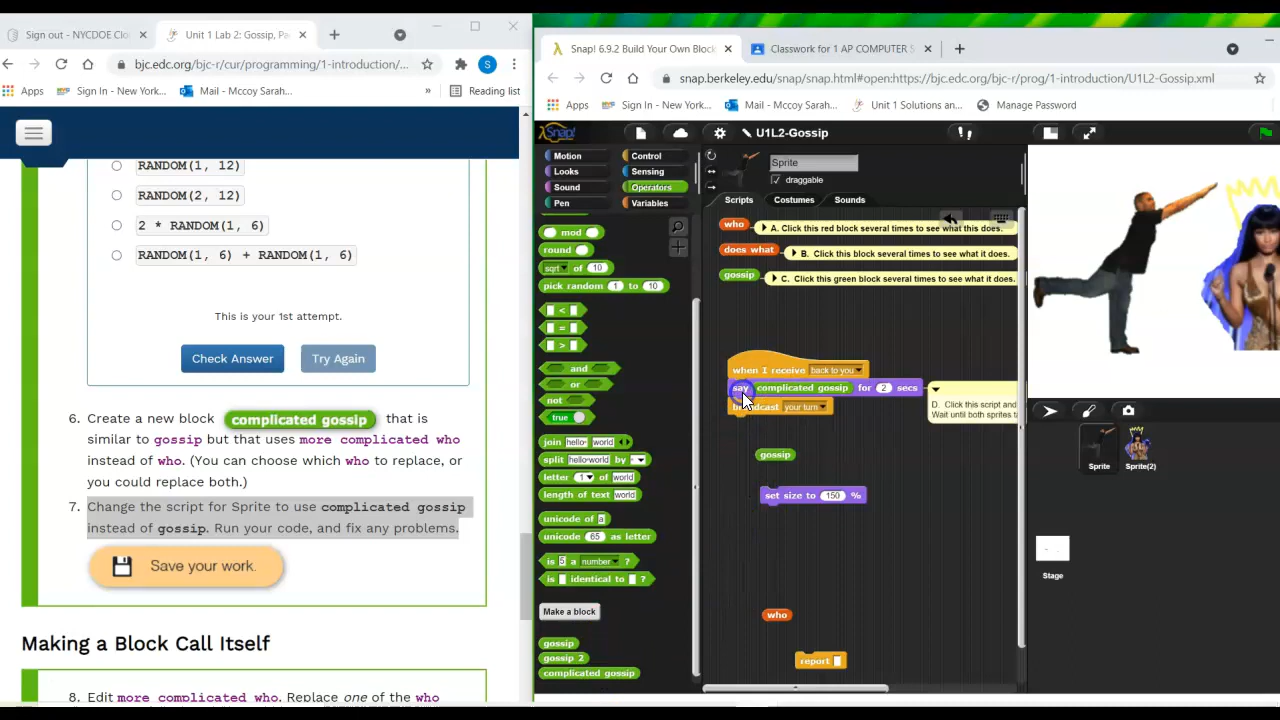 Sign out - NYCDOE Clo
Unit 1 Lab 2: Gossip, Pa
bjc.edc.org/bjc-r/cur/programming/1-introduction/...
S
Apps
Sign In - New York...
Mail - Mccoy Sarah...
»
Reading list
RANDOM(1, 12)
RANDOM(2, 12)
2 * RANDOM(1, 6)
RANDOM(1, 6) + RANDOM(1, 6)
This is your 1st attempt.
Check Answer
Try Again
6. Create a new block complicated gossip that is
similar to gossip but that uses more complicated who
instead of who. (You can choose which who to replace, or
you could replace both.)
7. Change the script for Sprite to use complicated gossip
instead of gossip. Run your code, and fix any problems.
Save your work.
Making a Block Call Itself
8. Edit more complicated who. Replace one of the who
Snap! 6.9.2 Build Your Own Block
Classwork for 1 AP COMPUTER S
snap.berkeley.edu/snap/snap.html#open:https://bjc.edc.org/bjc-r/prog/1-introduction/U1L2-Gossip.xml
Apps
Sign In - New York...
Mail - Mccoy Sarah...
Unit 1 Solutions an...
Manage Password
Snap!
U1L2-Gossip
Motion
Control
Looks
Sensing
Sound
Operators
Pen
Variables
mod
round
sqrt of 10
pick random 1 to 10
<
=
>
and
or
not
true
join hello world
split hello world by
letter 1 of world
length of text world
unicode of a
unicode 65 as letter
is 5 a number ?
is identical to ?
Make a block
gossip
gossip 2
complicated gossip
Sprite
draggable
Scripts
Costumes
Sounds
who
A. Click this red block several times to see what this does.
does what
B. Click this block several times to see what it does.
gossip
C. Click this green block several times to see what it does.
when I receive back to you
say complicated gossip for 2 secs
broadcast your turn
D. Click this script and
Wait until both sprites t
gossip
set size to 150 %
who
report
Sprite
Sprite(2)
Stage